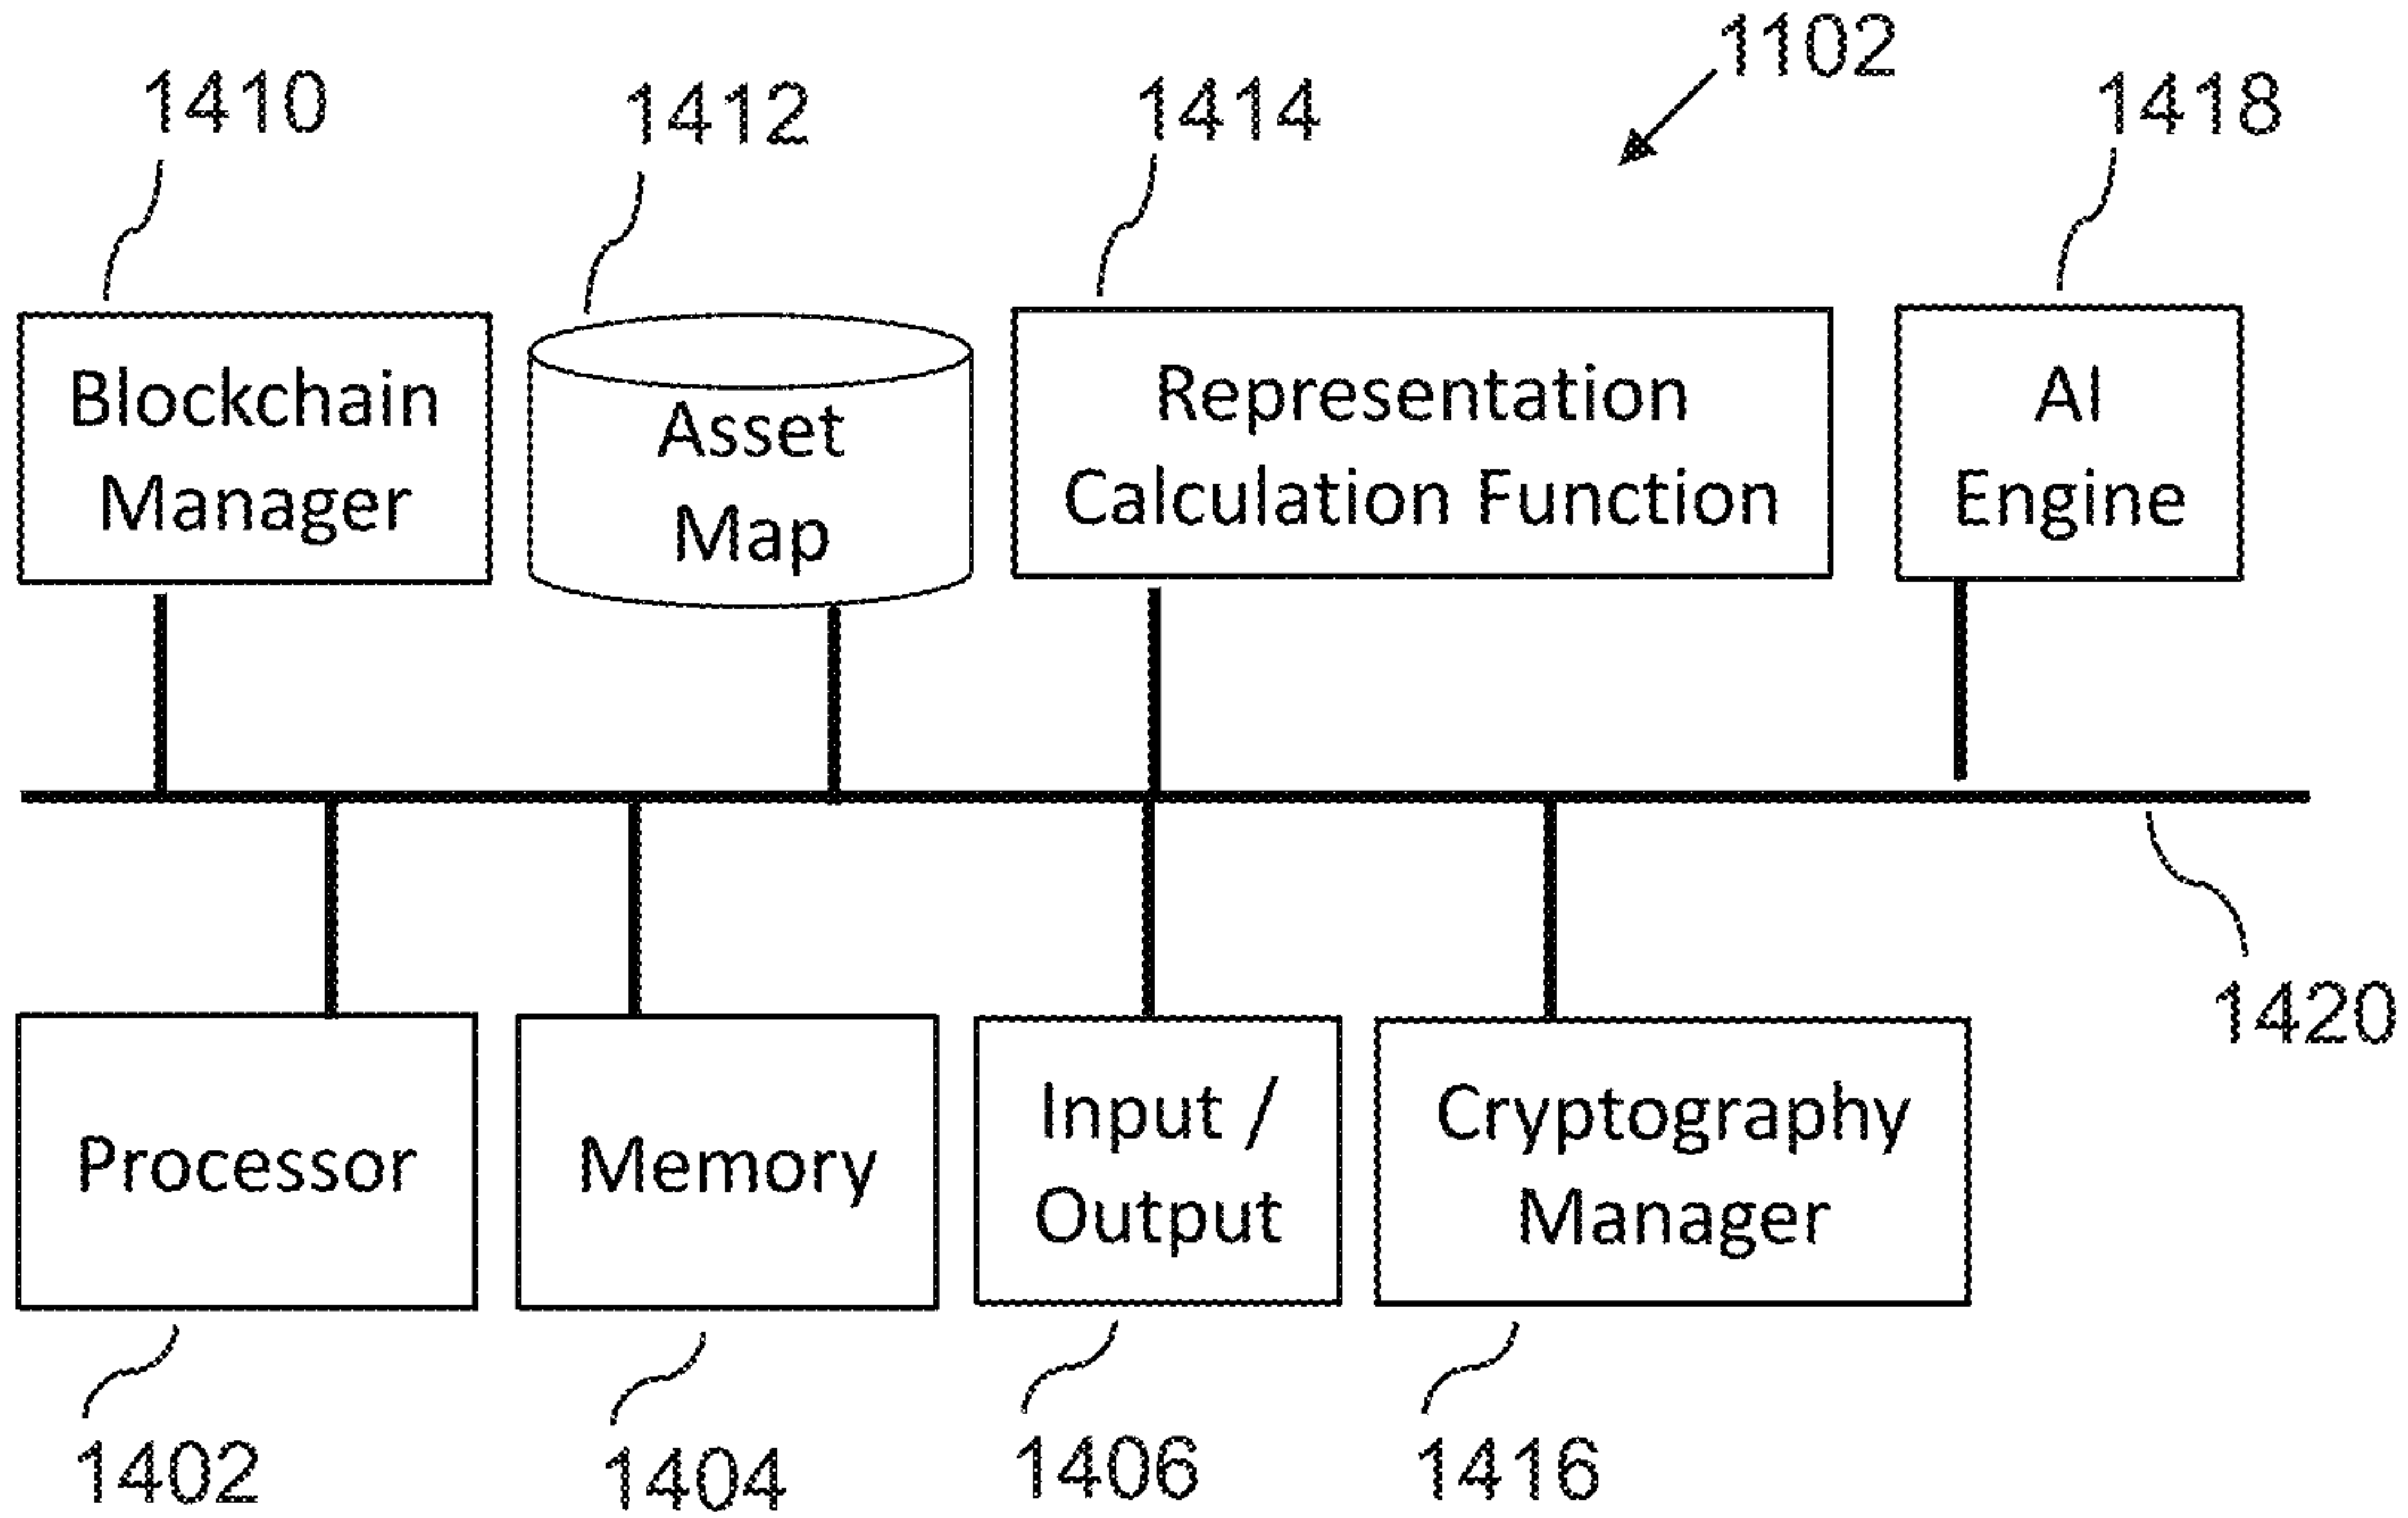 1102
1410
1412
1414
1418
Blockchain
Manager
Asset
Map
Representation
Calculation Function
AI
Engine
1420
Processor
Memory
Input /
Output
Cryptography
Manager
1402
1404
1406
1416